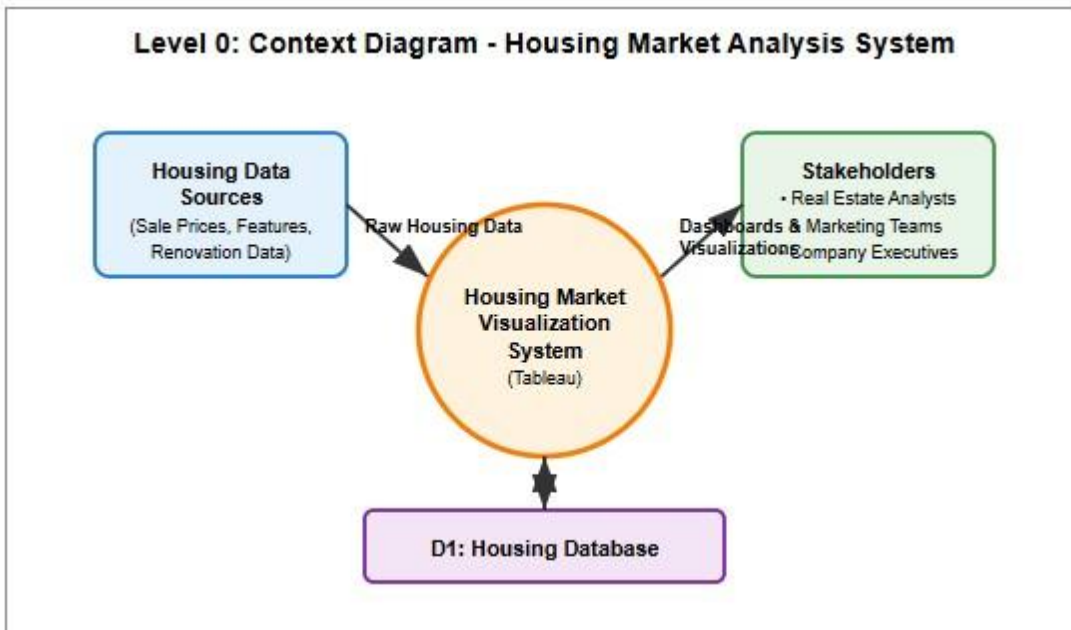 Level 0: Context Diagram - Housing Market Analysis System
Housing Data
Sources
(Sale Prices, Features,
Renovation Data)
Raw Housing Data
Housing Market
Visualization
System
(Tableau)
Dashboards &
Visualizations
Stakeholders
• Real Estate Analysts
Marketing Teams
Company Executives
D1: Housing Database